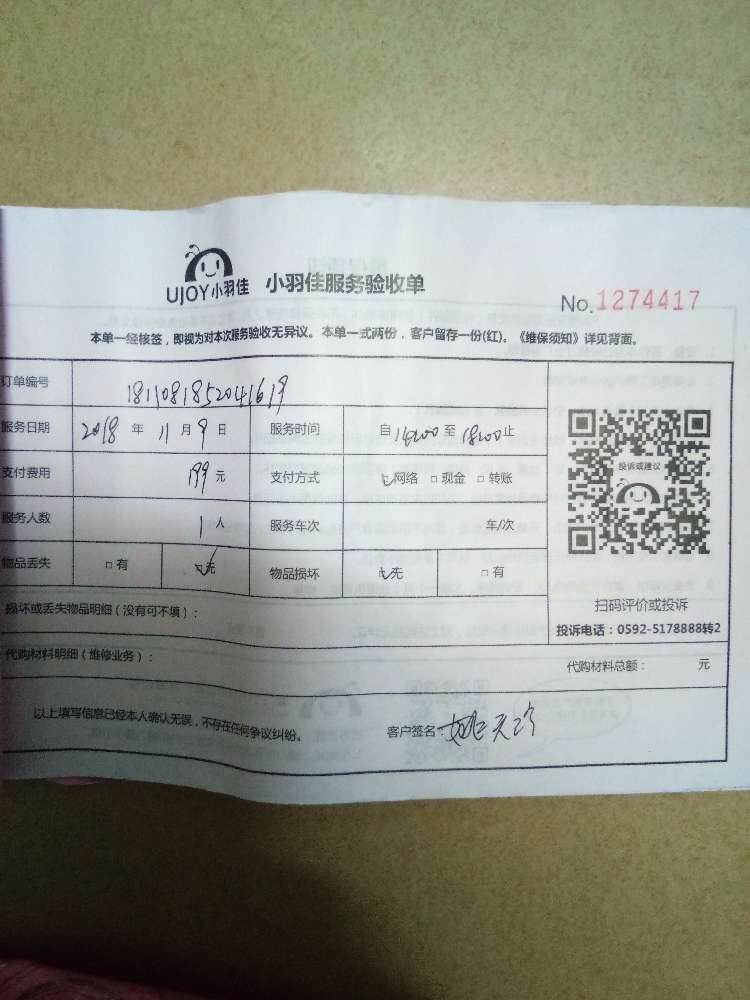 UJOY小羽佳 小羽佳服务验收单
No.1274417
本单一经核签，即视为对本次服务验收无异议。本单一式两份，客户留存一份(红)。《维保须知》详见背面。
订单编号 1811081852041619
服务日期 2018 年 11 月 9 日 服务时间 自 14:00 至 18:00 止
支付费用 199 元 支付方式 ☑网络 □现金 □转账
服务人数 1 人 服务车次 车/次
物品丢失 □有 ☑无 物品损坏 ☑无 □有
投诉或建议
扫码评价或投诉
投诉电话：0592-5178888转2
损坏或丢失物品明细（没有可不填）：
代购材料明细（维修业务）： 代购材料总额： 元
以上填写信息已经本人确认无误，不存在任何争议纠纷。 客户签名：